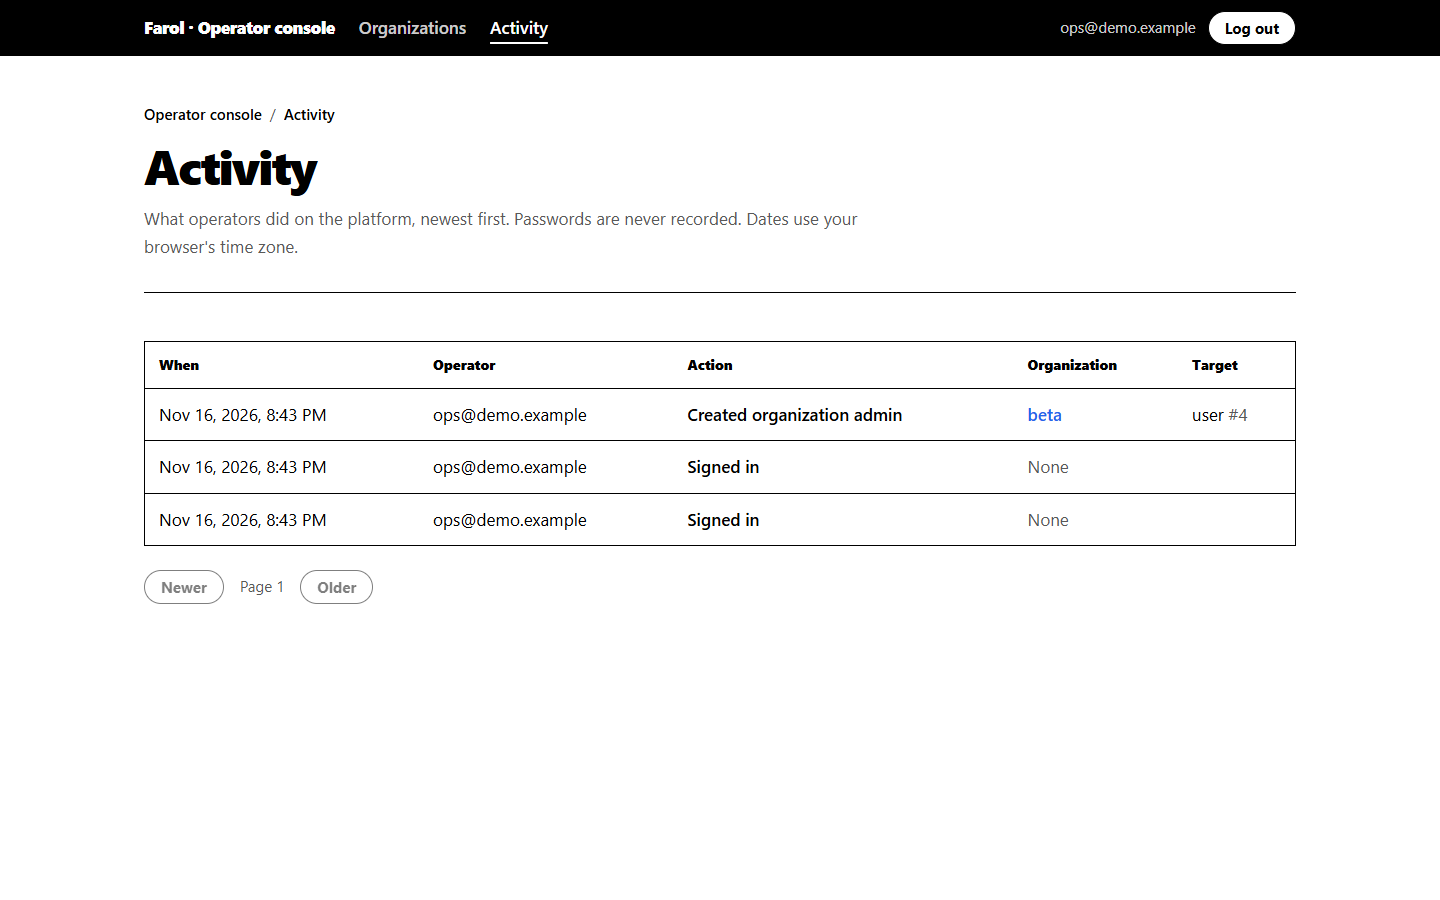 Farol · Operator console Organizations Activity ops@demo.example Log out
Operator console / Activity
Activity
What operators did on the platform, newest first. Passwords are never recorded. Dates use your
browser's time zone.
When Operator Action Organization Target
Nov 16, 2026, 8:43 PM ops@demo.example Created organization admin beta user #4
Nov 16, 2026, 8:43 PM ops@demo.example Signed in None
Nov 16, 2026, 8:43 PM ops@demo.example Signed in None
Newer Page 1 Older